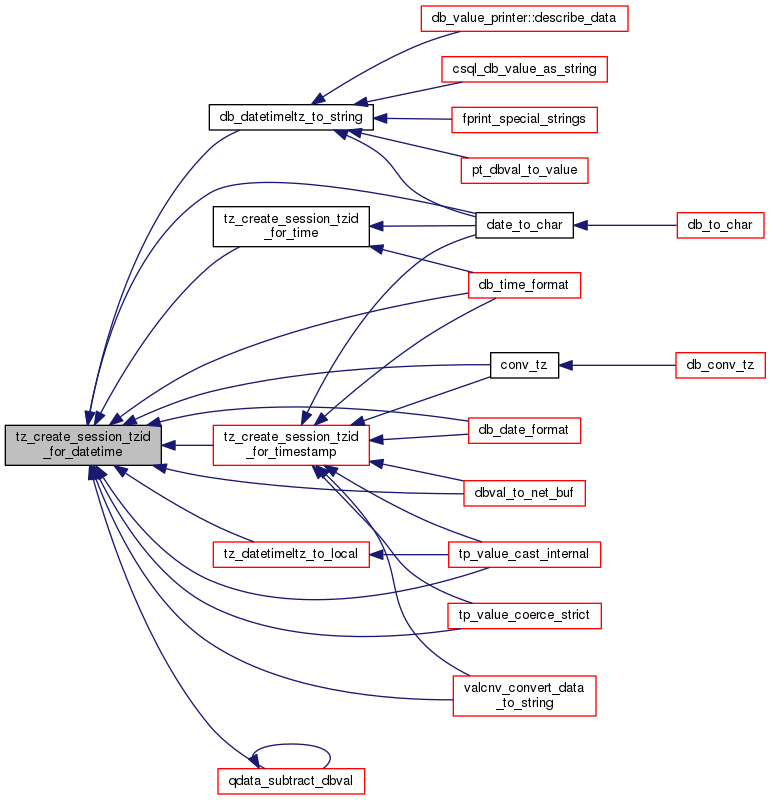 db_value_printer::describe_data
csql_db_value_as_string
db_datetimeltz_to_string
fprint_special_strings
pt_dbval_to_value
tz_create_session_tzid
_for_time
date_to_char
db_to_char
db_time_format
conv_tz
db_conv_tz
tz_create_session_tzid
_for_datetime
tz_create_session_tzid
_for_timestamp
db_date_format
dbval_to_net_buf
tz_datetimeltz_to_local
tp_value_cast_internal
tp_value_coerce_strict
valcnv_convert_data
_to_string
qdata_subtract_dbval